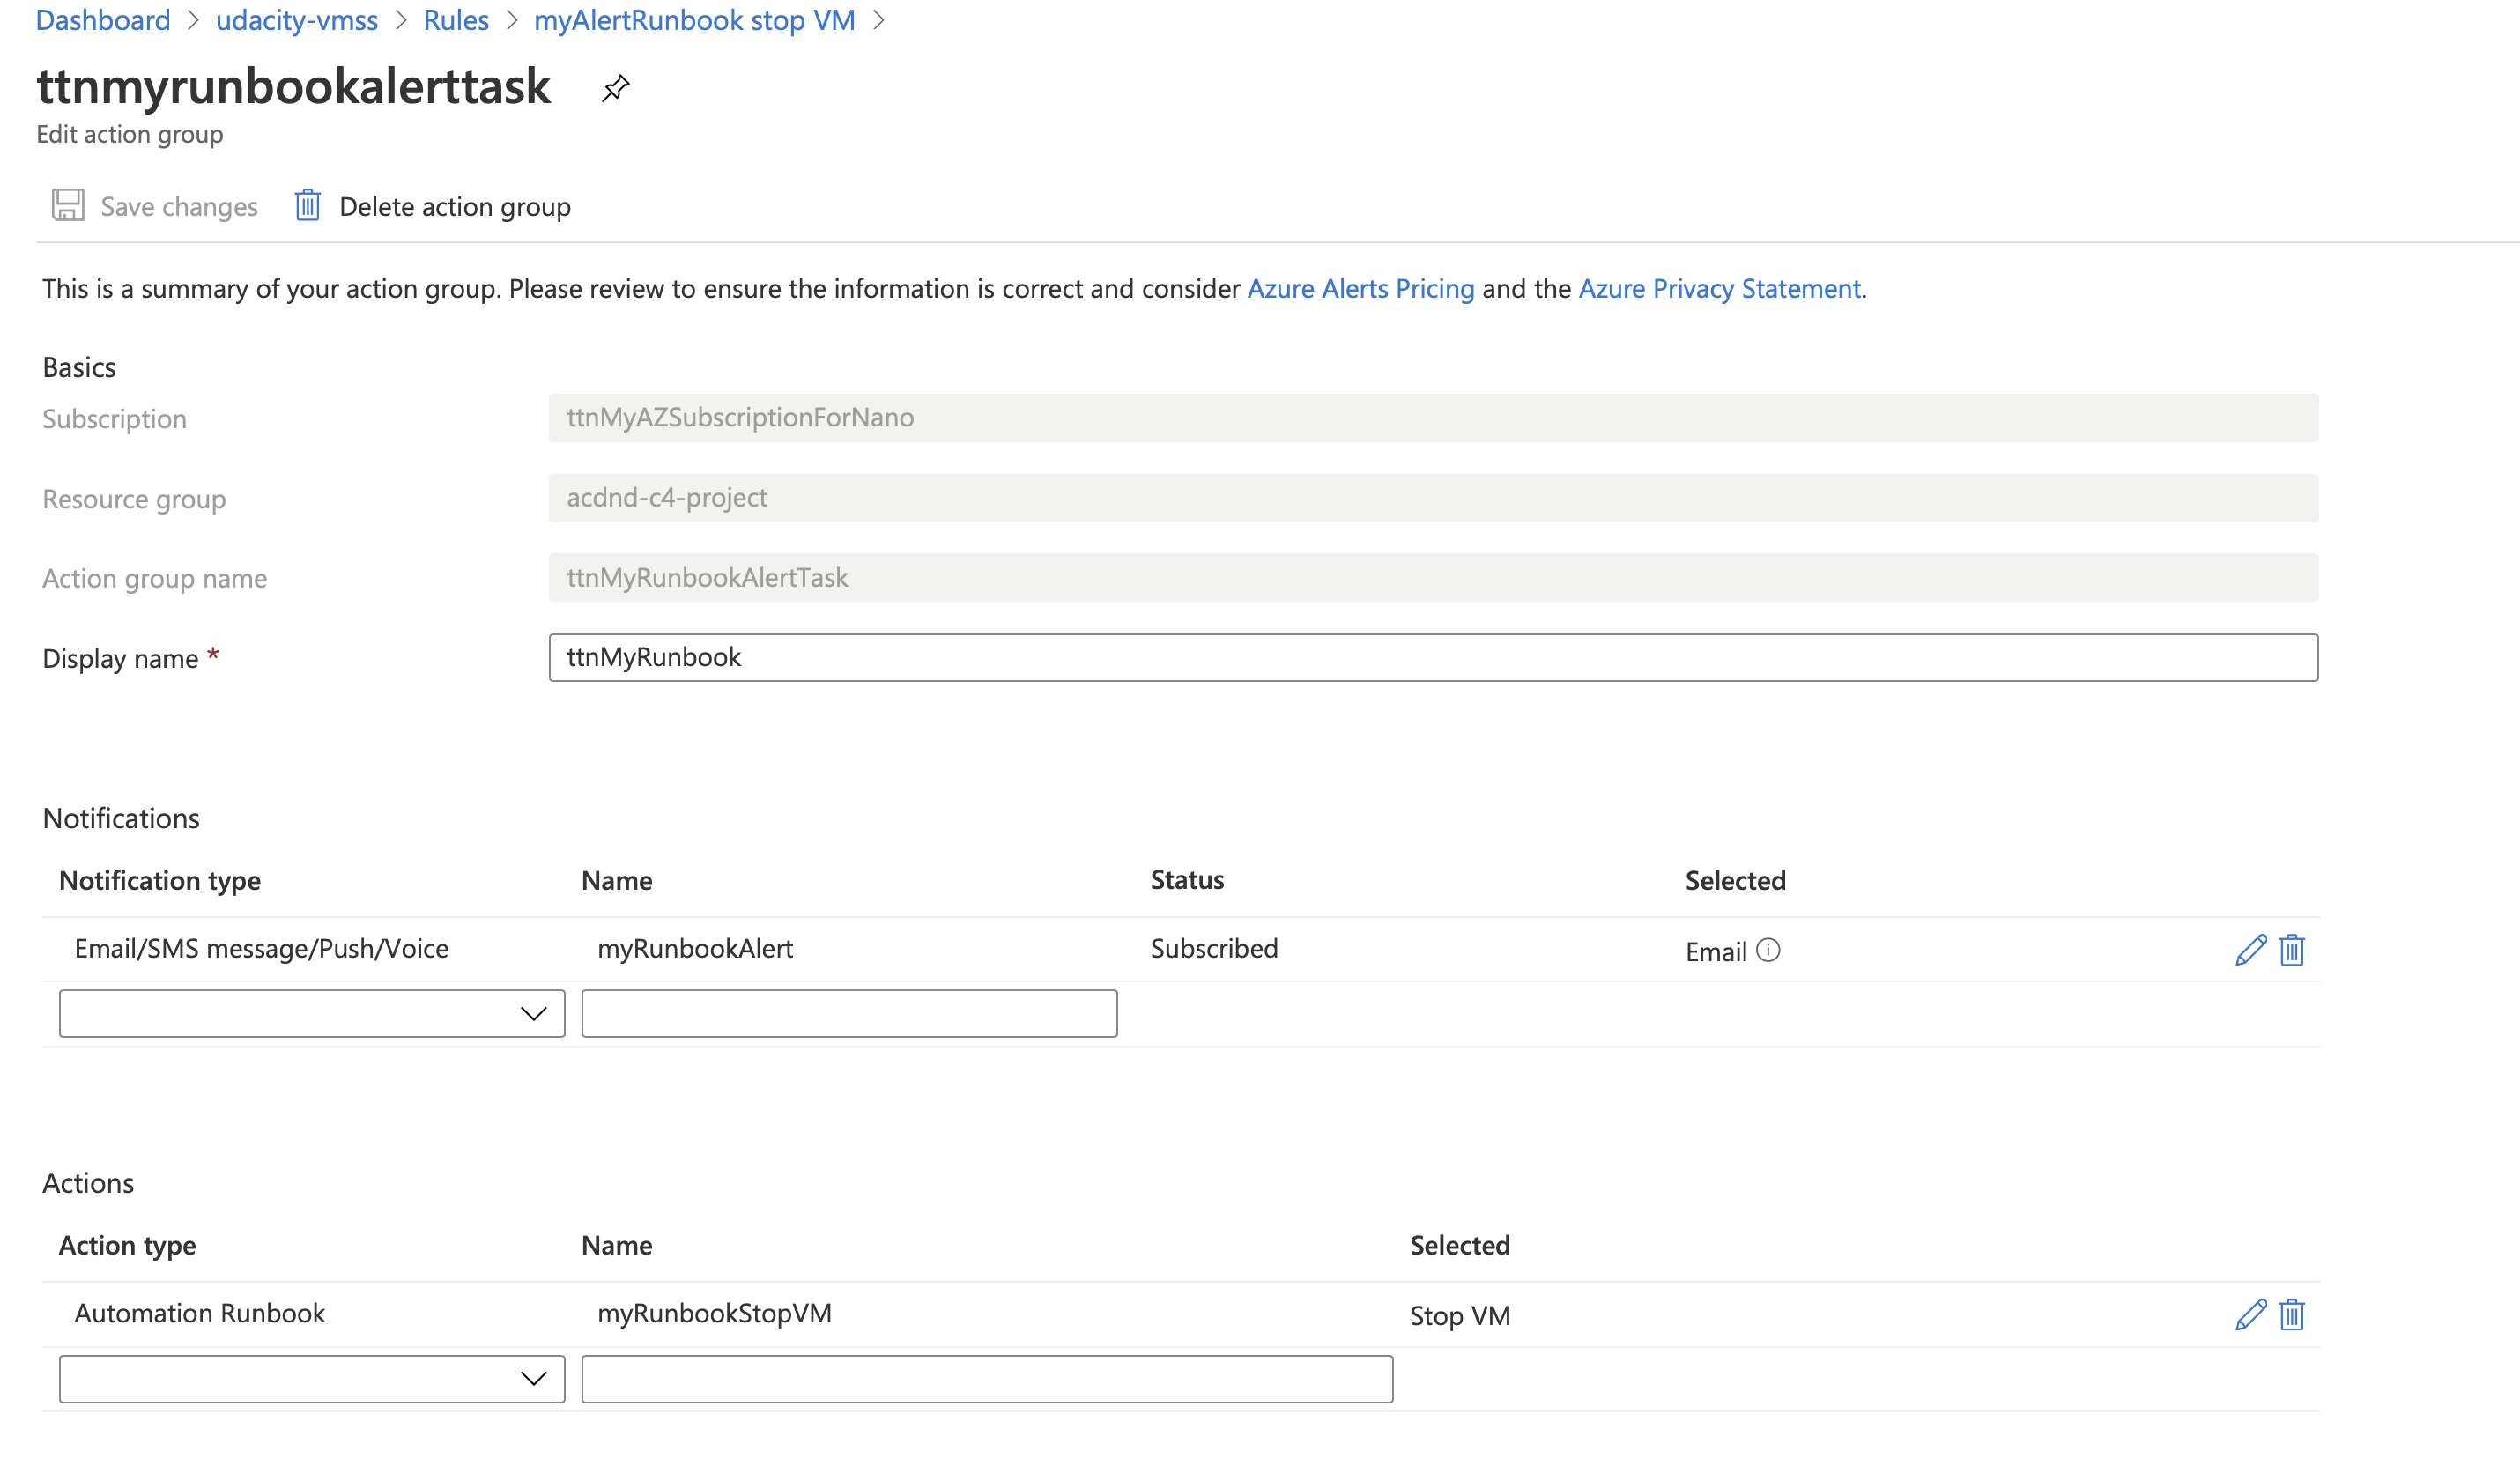 Dashboard > udacity-vmss > Rules > myAlertRunbook stop VM >
ttnmyrunbookalerttask
Edit action group
Save changes Delete action group
This is a summary of your action group. Please review to ensure the information is correct and consider Azure Alerts Pricing and the Azure Privacy Statement.
Basics
Subscription ttnMyAZSubscriptionForNano
Resource group acdnd-c4-project
Action group name ttnMyRunbookAlertTask
Display name * ttnMyRunbook
Notifications
Notification type Name Status Selected
Email/SMS message/Push/Voice myRunbookAlert Subscribed Email
Actions
Action type Name Selected
Automation Runbook myRunbookStopVM Stop VM